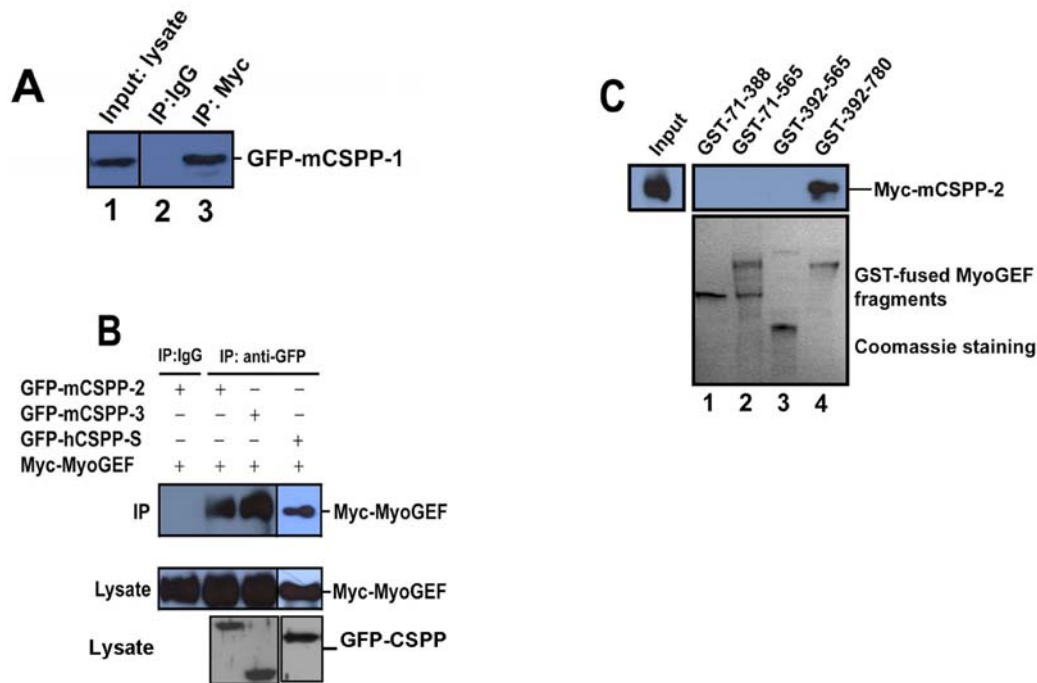 A
Input: lysate
IP:IgG
IP: Myc
GFP-mCSPP-1
1 2 3
B
IP:IgG IP: anti-GFP
GFP-mCSPP-2 + + – –
GFP-mCSPP-3 – – + –
GFP-hCSPP-S – – – +
Myc-MyoGEF + + + +
IP Myc-MyoGEF
Lysate Myc-MyoGEF
Lysate GFP-CSPP
C
Input
GST-71-388
GST-71-565
GST-392-565
GST-392-780
Myc-mCSPP-2
GST-fused MyoGEF
fragments
Coomassie staining
1 2 3 4